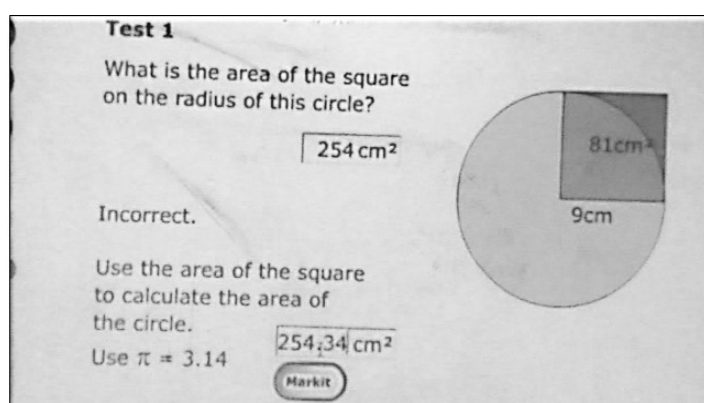 Test 1
What is the area of the square
on the radius of this circle?
254 cm²
81cm²
9cm
Incorrect.
Use the area of the square
to calculate the area of
the circle.
Use π = 3.14
254.34 cm²
Markit